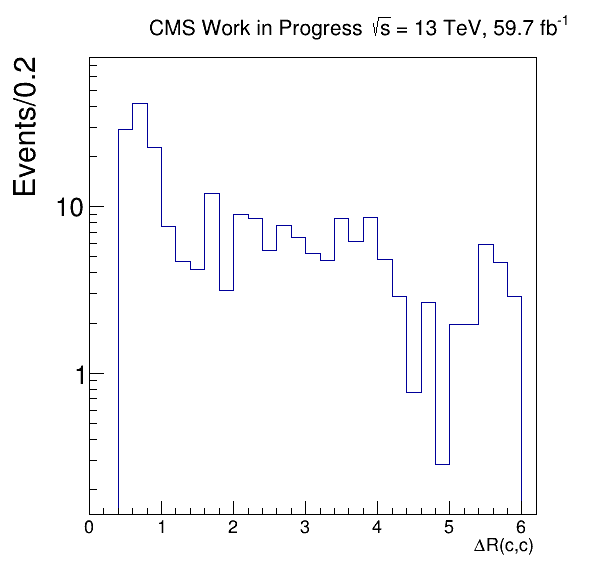 CMS Work in Progress √s = 13 TeV, 59.7 fb⁻¹
Events/0.2
10
1
0 1 2 3 4 5 6
ΔR(c,c)